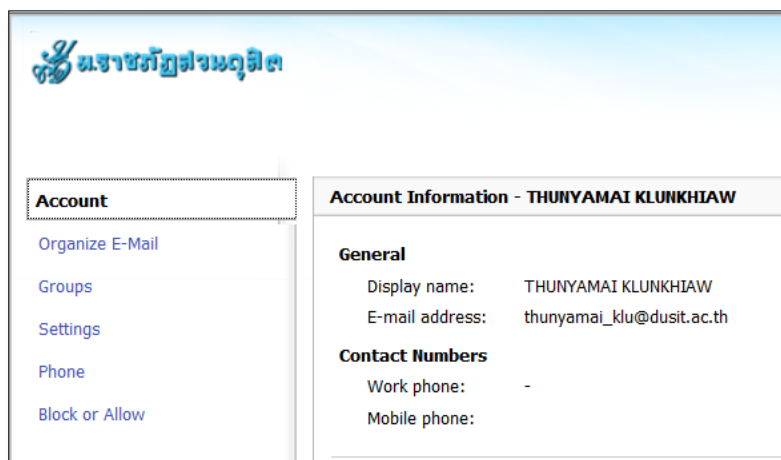 ม.ราชภัฏสวนดุสิต
Account
Organize E-Mail
Groups
Settings
Phone
Block or Allow
Account Information - THUNYAMAI KLUNKHIAW
General
Display name: THUNYAMAI KLUNKHIAW
E-mail address: thunyamai_klu@dusit.ac.th
Contact Numbers
Work phone: -
Mobile phone: